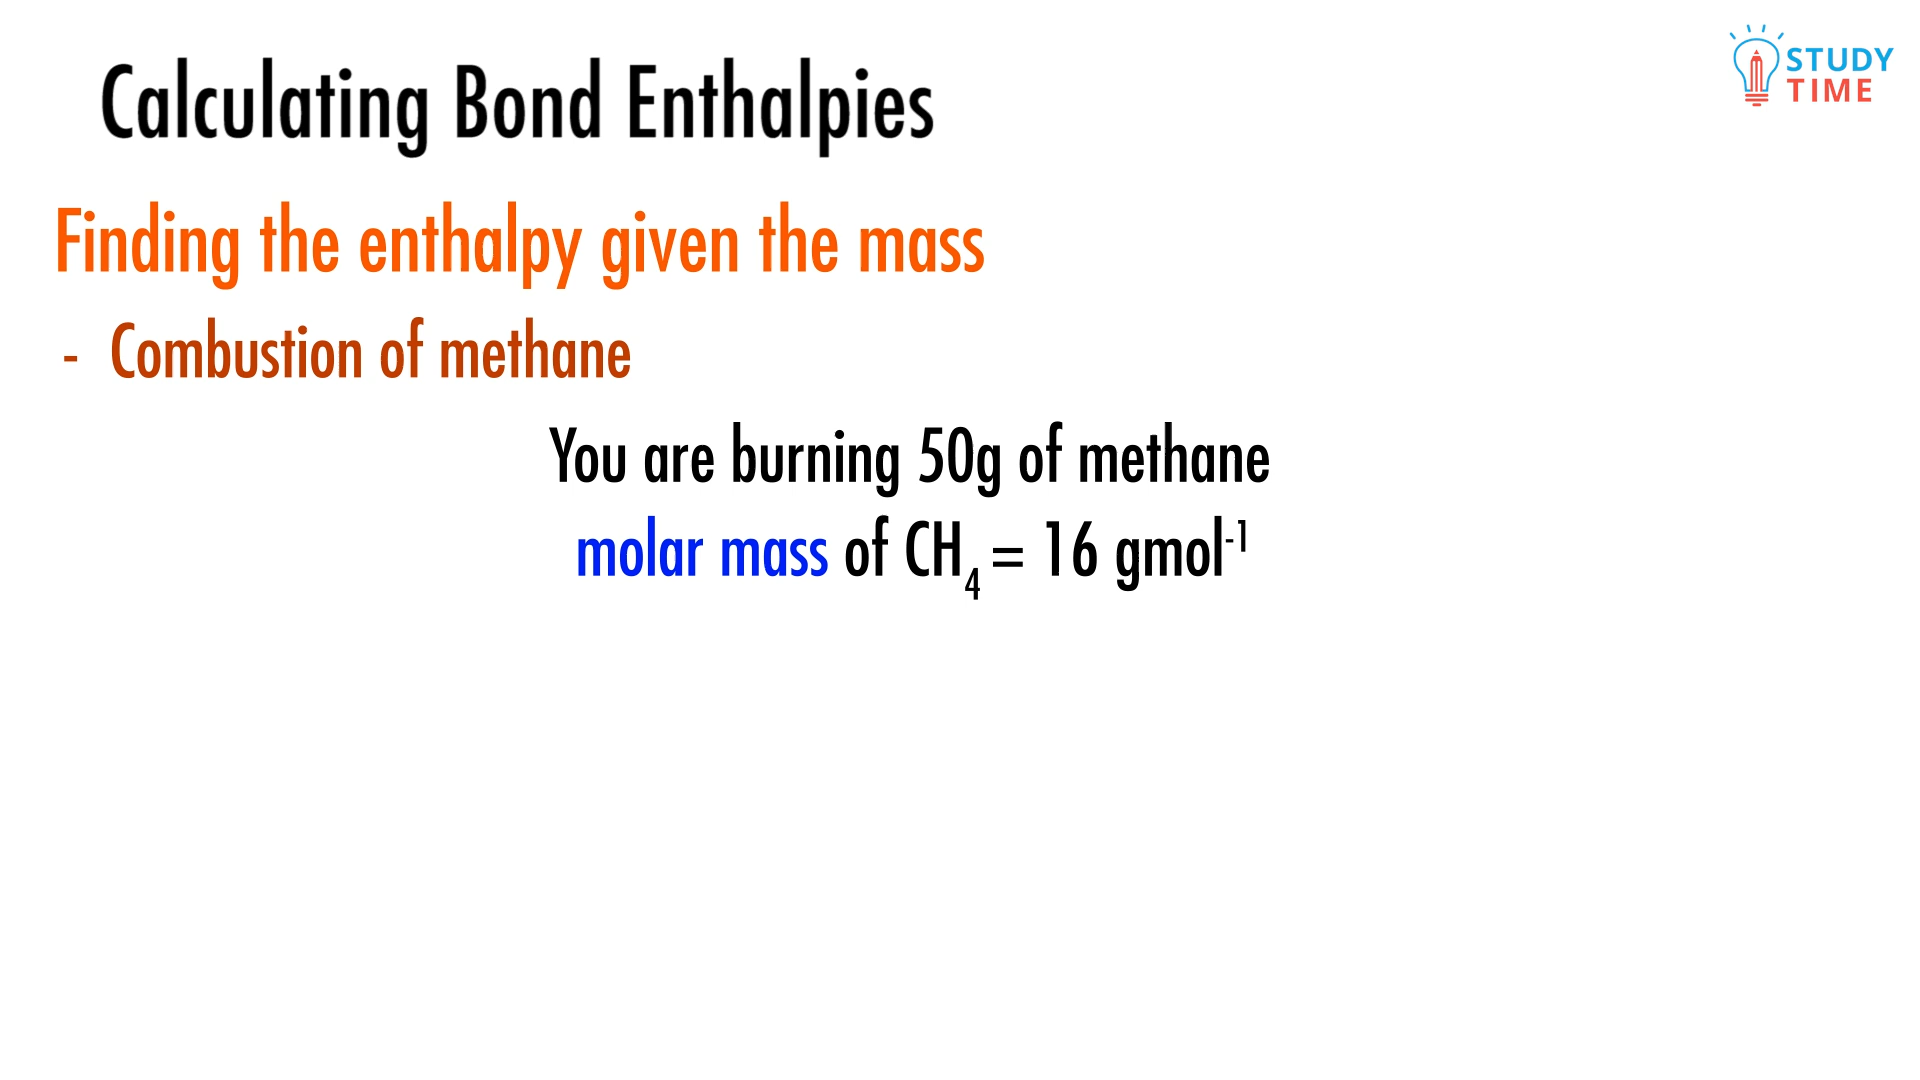 Calculating Bond Enthalpies
STUDY
TIME
Finding the enthalpy given the mass
- Combustion of methane
You are burning 50g of methane
molar mass of CH₄ = 16 gmol⁻¹